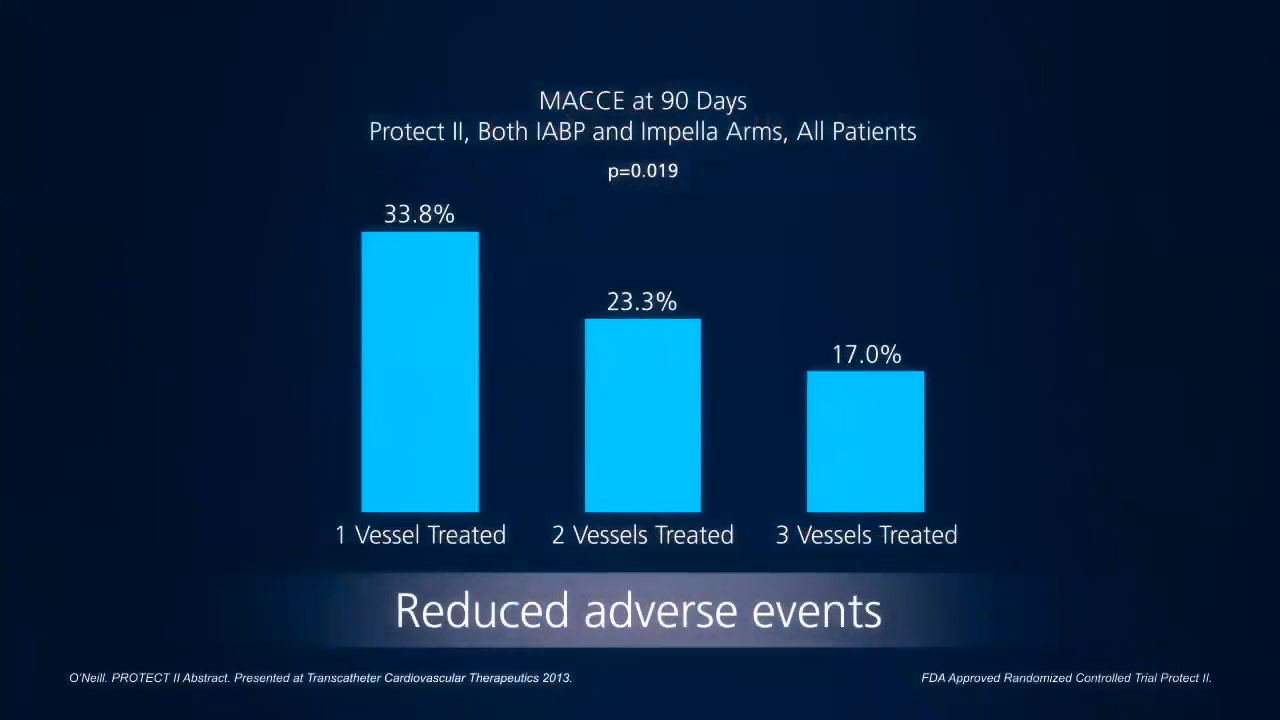 MACCE at 90 Days
Protect II, Both IABP and Impella Arms, All Patients
p=0.019
33.8%
23.3%
17.0%
1 Vessel Treated
2 Vessels Treated
3 Vessels Treated
Reduced adverse events
O'Neill. PROTECT II Abstract. Presented at Transcatheter Cardiovascular Therapeutics 2013.
FDA Approved Randomized Controlled Trial Protect II.